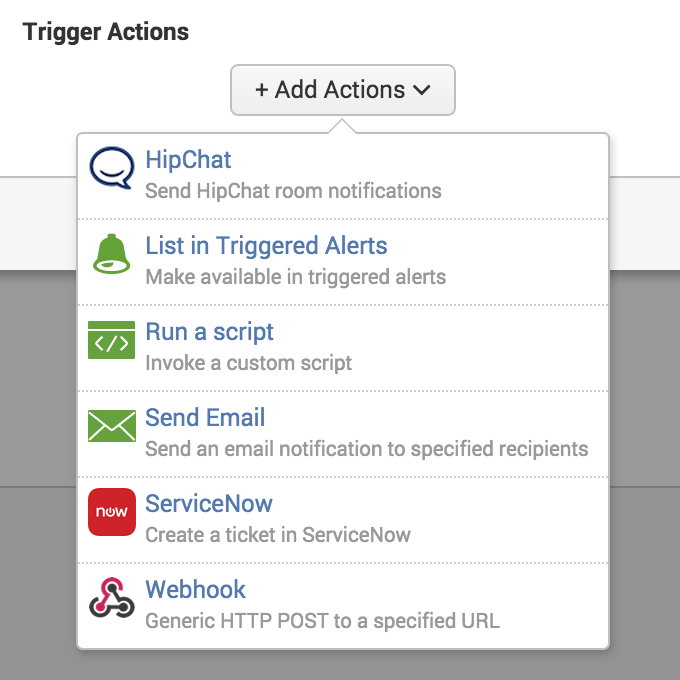 Trigger Actions
+ Add Actions
HipChat
Send HipChat room notifications
List in Triggered Alerts
Make available in triggered alerts
Run a script
Invoke a custom script
Send Email
Send an email notification to specified recipients
now
ServiceNow
Create a ticket in ServiceNow
Webhook
Generic HTTP POST to a specified URL